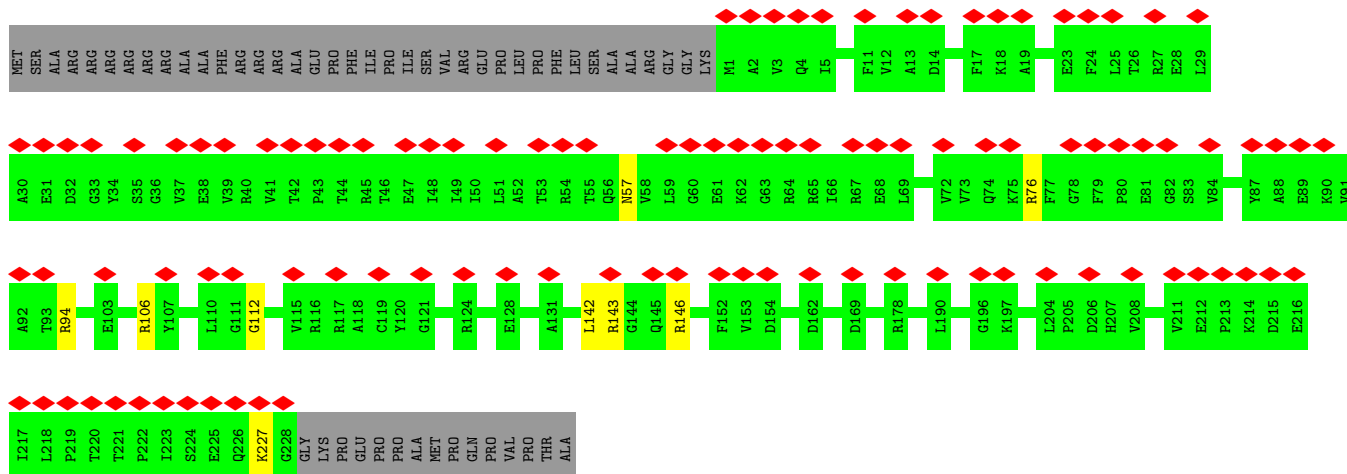 MET SER ALA ARG ARG ARG ARG ARG ARG ALA ALA PHE ARG ARG ARG ALA GLU PRO PHE ILE PRO ILE SER VAL ARG GLU PRO LEU PRO PHE LEU SER ALA ALA ARG GLY GLY LYS M1 A2 V3 Q4 I5 F11 V12 A13 D14 F17 K18 A19 E23 F24 L25 T26 R27 E28 L29
A30 E31 D32 G33 Y34 S35 G36 V37 E38 V39 R40 V41 T42 P43 T44 R45 T46 E47 I48 I49 I50 L51 A52 T53 R54 T55 Q56 N57 V58 L59 G60 E61 K62 G63 R64 R65 I66 R67 E68 L69 V72 V73 Q74 K75 R76 F77 G78 F79 P80 E81 G82 S83 V84 Y87 A88 E89 K90 V91
A92 T93 R94 E103 R106 Y107 L110 G111 G112 V115 R116 R117 A118 C119 Y120 G121 R124 E128 A131 L142 R143 G144 Q145 R146 F152 V153 D154 D162 D169 R178 L190 G196 K197 L204 P205 D206 H207 V208 V211 E212 P213 K214 D215 E216
I217 L218 P219 T220 T221 P222 I223 S224 E225 Q226 K227 G228 GLY LYS PRO GLU PRO PRO ALA MET PRO GLN PRO VAL PRO THR ALA